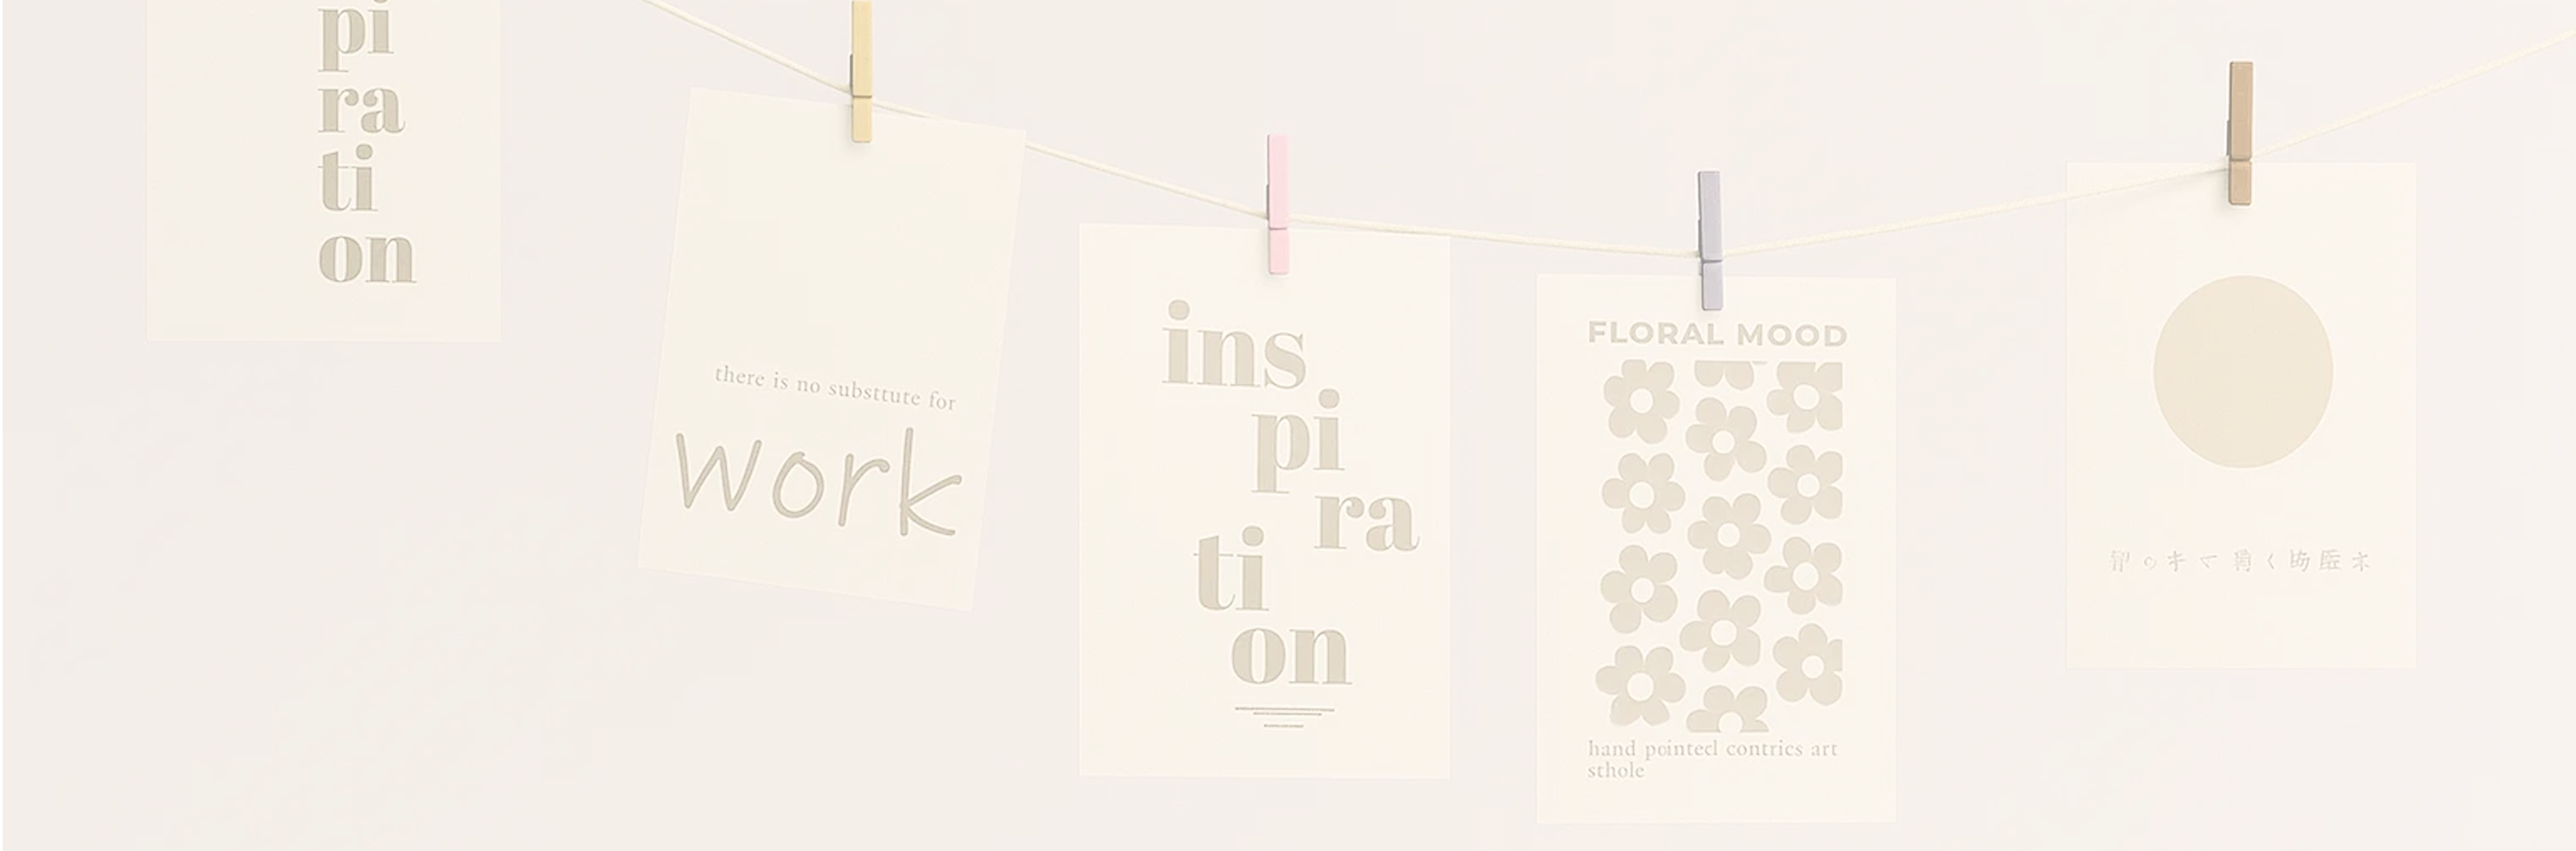 pi
ra
ti
on
there is no substtute for
work
ins
pi
ra
ti
on
FLORAL MOOD
hand pointed contrics art
sthole